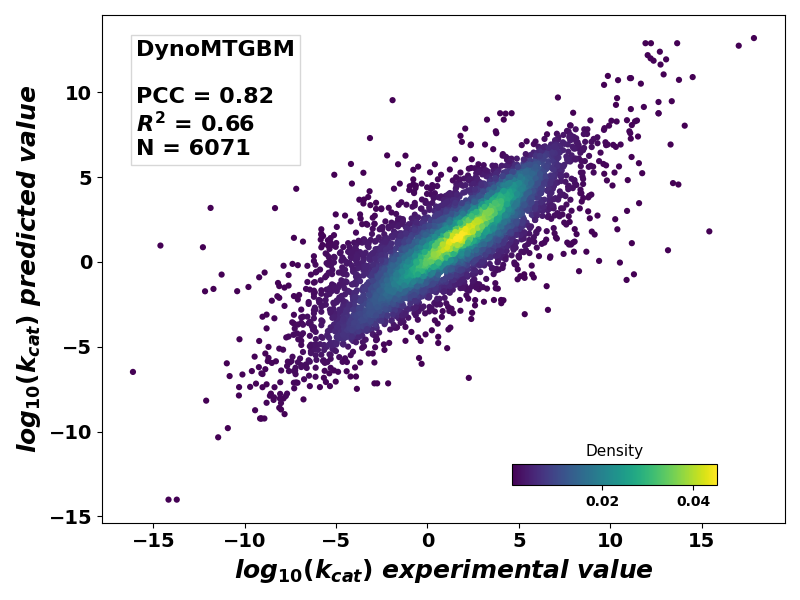 DynoMTGBM
PCC = 0.82
R² = 0.66
N = 6071
log₁₀(k_cat) predicted value
10
5
0
−5
−10
−15
Density
0.02 0.04
−15 −10 −5 0 5 10 15
log₁₀(k_cat) experimental value